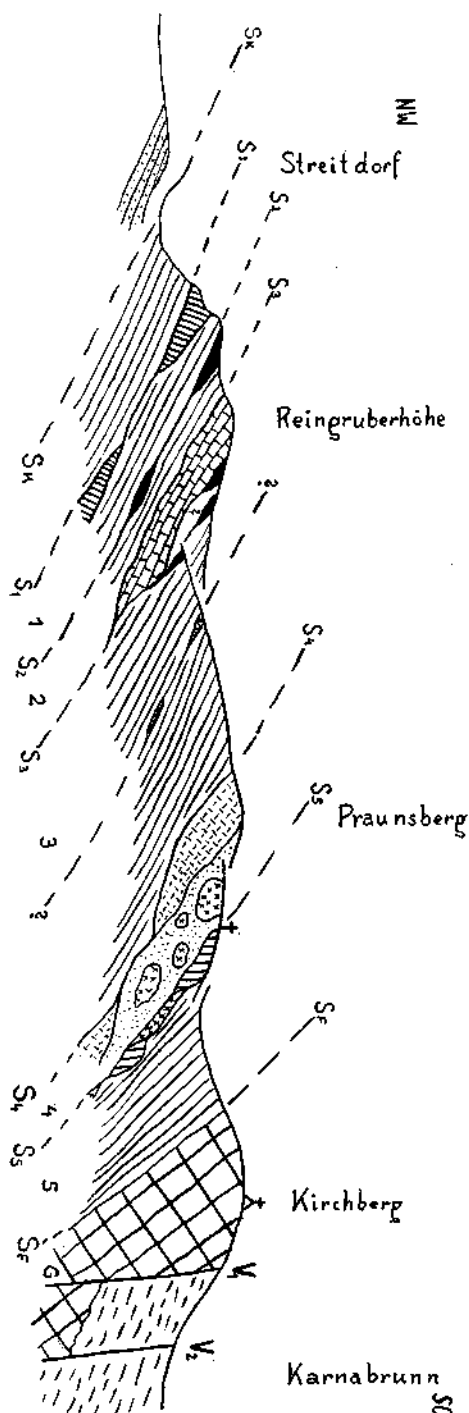 NW
Streitdorf
Reingruberhöhe
Praunsberg
Kirchberg
Karnabrunn
SO
SK
S1
S2
S3
?
S4
S5
SF
V1
V2
G
SK
S1
1
S2
2
S3
3
?
S4
4
S5
5
SF